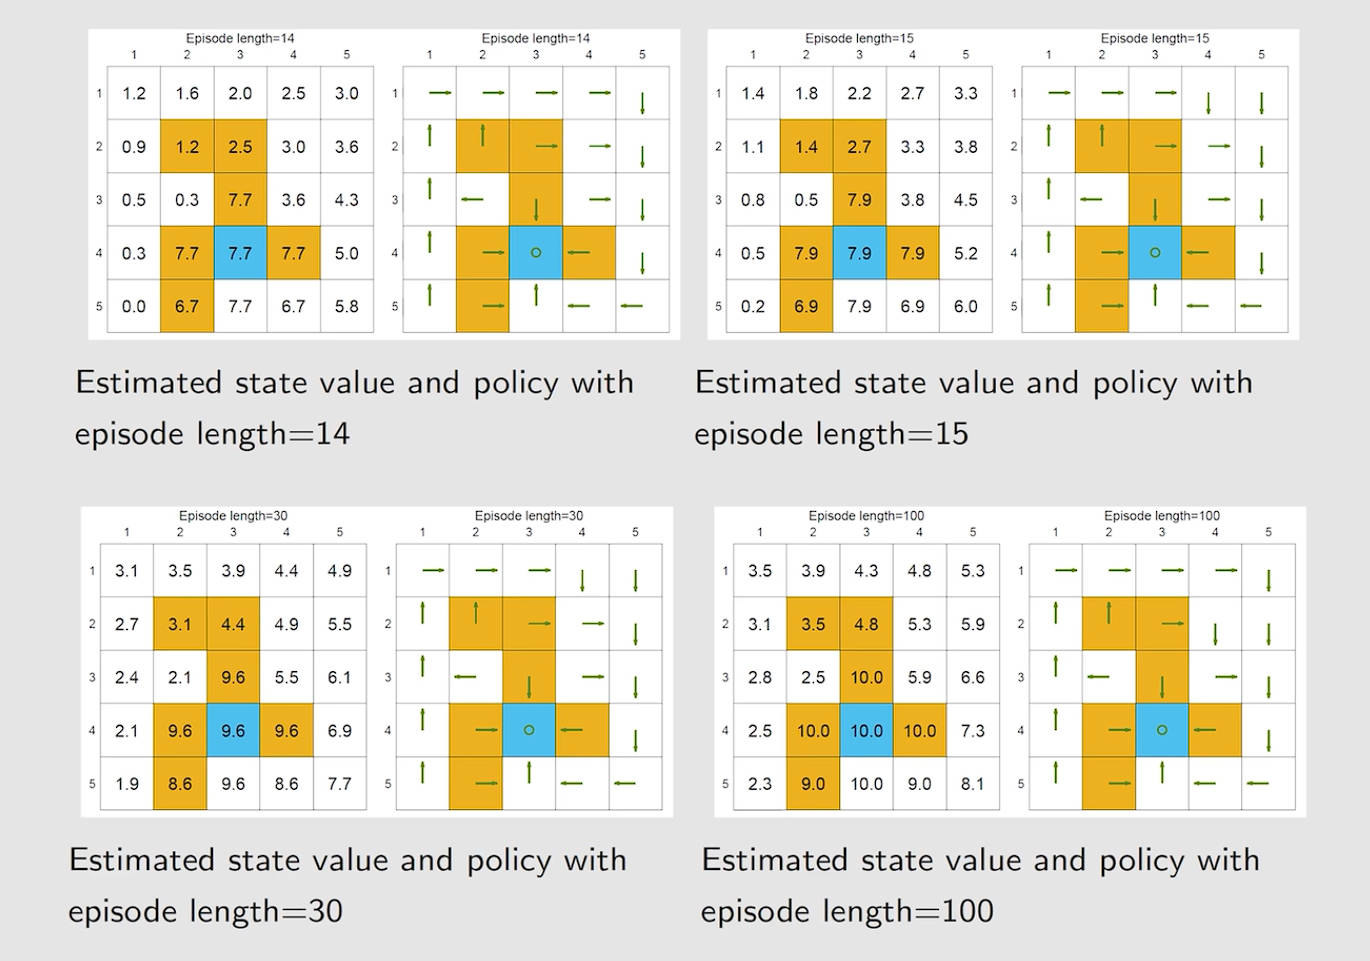 Episode length=14
1 2 3 4 5
1 1.2 1.6 2.0 2.5 3.0
2 0.9 1.2 2.5 3.0 3.6
3 0.5 0.3 7.7 3.6 4.3
4 0.3 7.7 7.7 7.7 5.0
5 0.0 6.7 7.7 6.7 5.8
Episode length=14
1 2 3 4 5
1
2
3
4
5
Estimated state value and policy with
episode length=14
Episode length=15
1 2 3 4 5
1 1.4 1.8 2.2 2.7 3.3
2 1.1 1.4 2.7 3.3 3.8
3 0.8 0.5 7.9 3.8 4.5
4 0.5 7.9 7.9 7.9 5.2
5 0.2 6.9 7.9 6.9 6.0
Episode length=15
1 2 3 4 5
1
2
3
4
5
Estimated state value and policy with
episode length=15
Episode length=30
1 2 3 4 5
1 3.1 3.5 3.9 4.4 4.9
2 2.7 3.1 4.4 4.9 5.5
3 2.4 2.1 9.6 5.5 6.1
4 2.1 9.6 9.6 9.6 6.9
5 1.9 8.6 9.6 8.6 7.7
Episode length=30
1 2 3 4 5
1
2
3
4
5
Estimated state value and policy with
episode length=30
Episode length=100
1 2 3 4 5
1 3.5 3.9 4.3 4.8 5.3
2 3.1 3.5 4.8 5.3 5.9
3 2.8 2.5 10.0 5.9 6.6
4 2.5 10.0 10.0 10.0 7.3
5 2.3 9.0 10.0 9.0 8.1
Episode length=100
1 2 3 4 5
1
2
3
4
5
Estimated state value and policy with
episode length=100